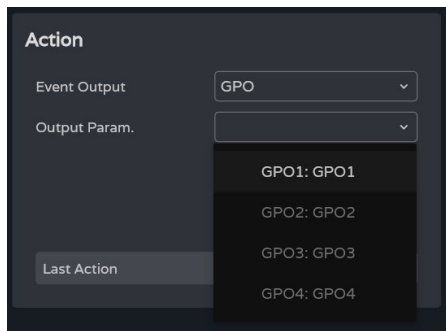 Action
Event Output GPO
Output Param.
GPO1: GPO1
GPO2: GPO2
GPO3: GPO3
Last Action
GPO4: GPO4